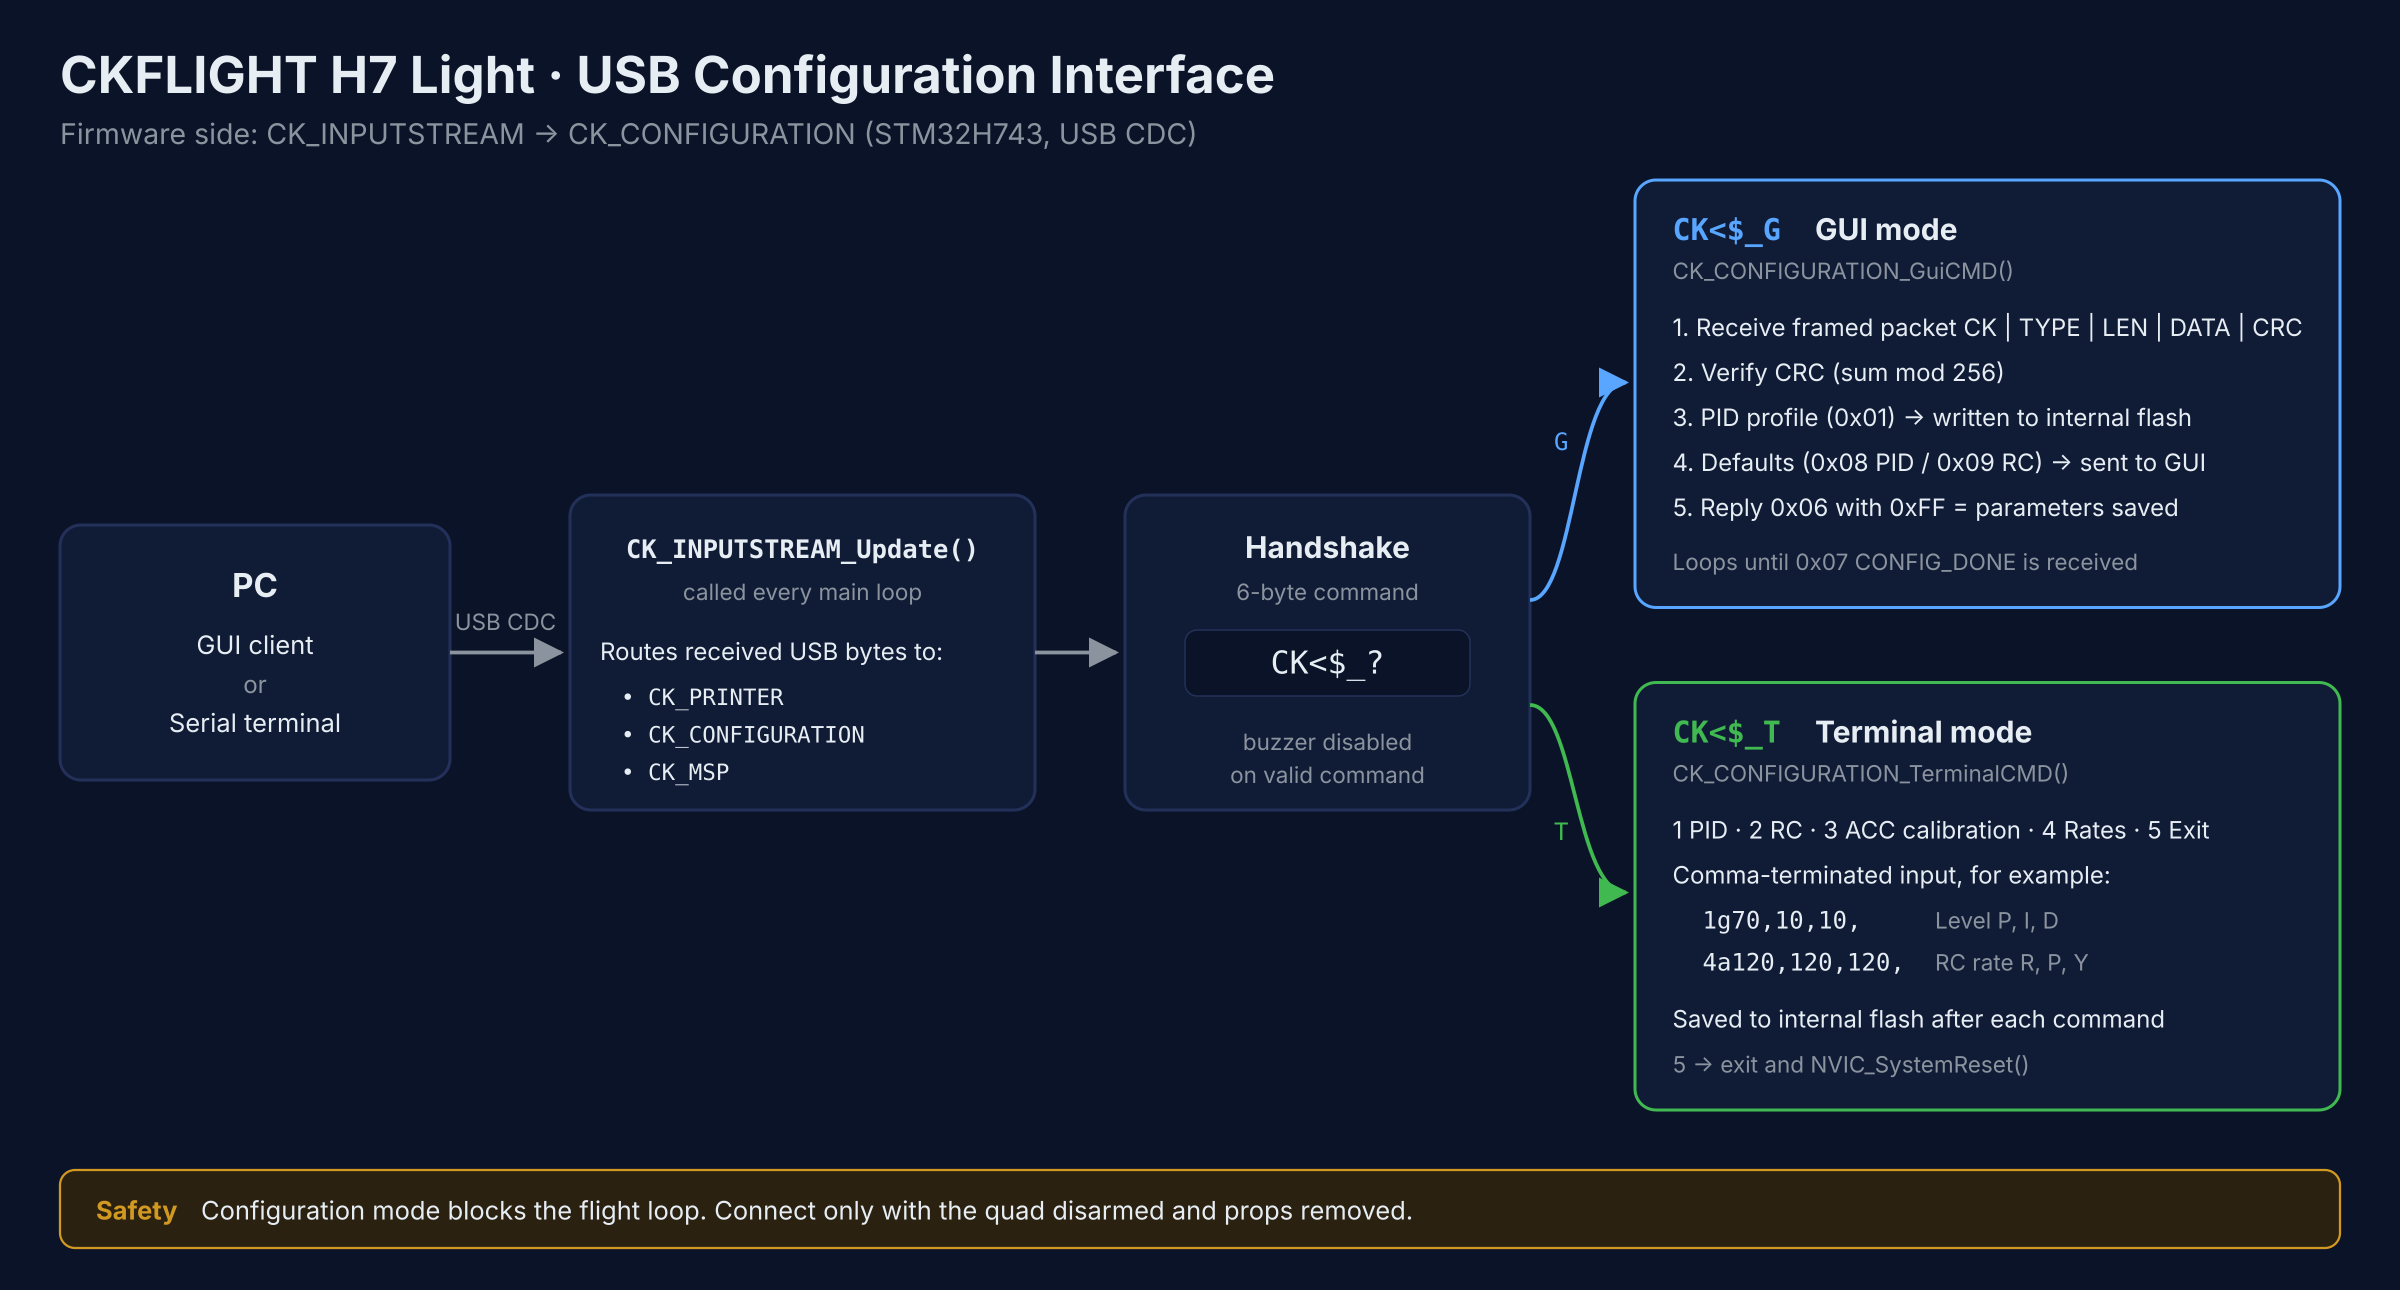 CKFLIGHT H7 Light · USB Configuration Interface
Firmware side: CK_INPUTSTREAM → CK_CONFIGURATION (STM32H743, USB CDC)
PC
GUI client
or
Serial terminal
USB CDC
CK_INPUTSTREAM_Update()
called every main loop
Routes received USB bytes to:
• CK_PRINTER
• CK_CONFIGURATION
• CK_MSP
Handshake
6-byte command
CK<$_?
buzzer disabled
on valid command
G
T
CK<$_G GUI mode
CK_CONFIGURATION_GuiCMD()
1. Receive framed packet CK | TYPE | LEN | DATA | CRC
2. Verify CRC (sum mod 256)
3. PID profile (0x01) → written to internal flash
4. Defaults (0x08 PID / 0x09 RC) → sent to GUI
5. Reply 0x06 with 0xFF = parameters saved
Loops until 0x07 CONFIG_DONE is received
CK<$_T Terminal mode
CK_CONFIGURATION_TerminalCMD()
1 PID · 2 RC · 3 ACC calibration · 4 Rates · 5 Exit
Comma-terminated input, for example:
1g70,10,10, Level P, I, D
4a120,120,120, RC rate R, P, Y
Saved to internal flash after each command
5 → exit and NVIC_SystemReset()
Safety Configuration mode blocks the flight loop. Connect only with the quad disarmed and props removed.